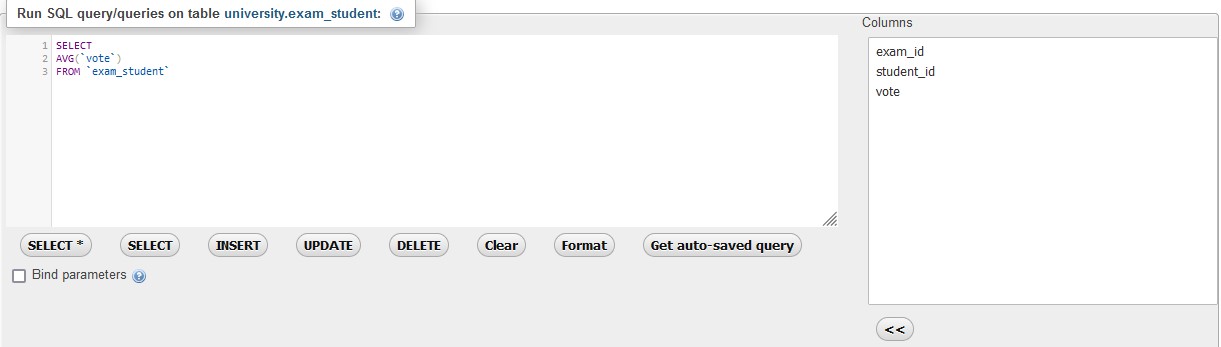 Run SQL query/queries on table university.exam_student:
Columns
1 SELECT
2 AVG(`vote`)
3 FROM `exam_student`
exam_id
student_id
vote
SELECT * SELECT INSERT UPDATE DELETE Clear Format Get auto-saved query
Bind parameters
<<